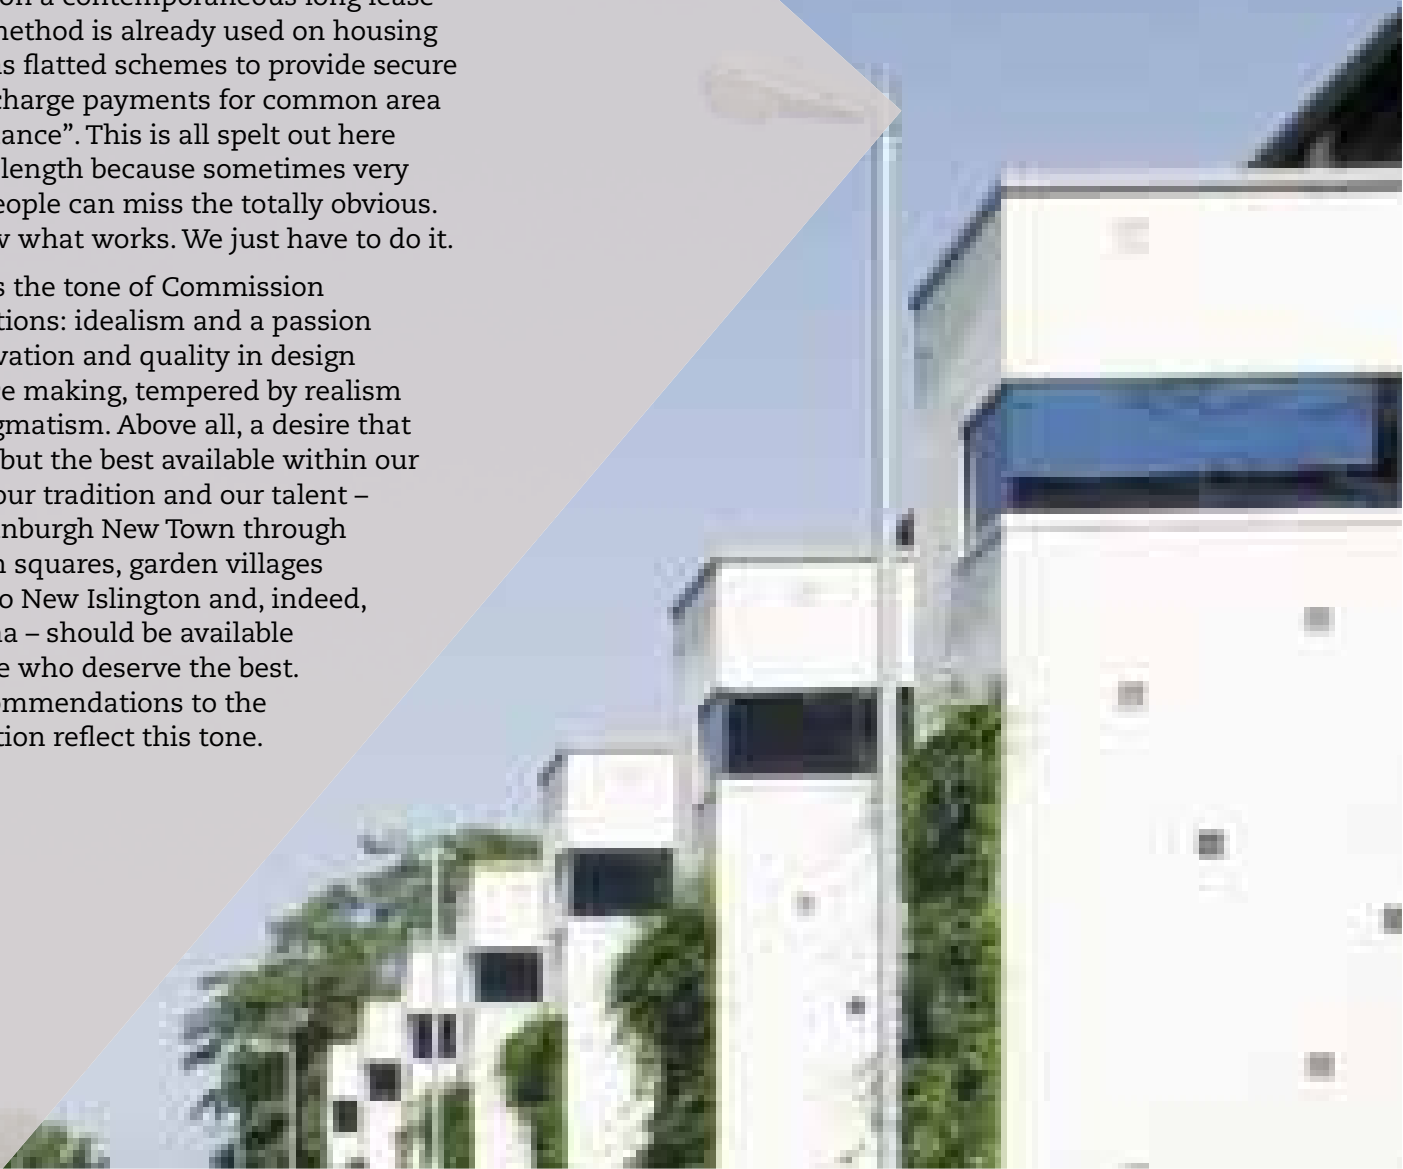 on a contemporaneous long lease
method is already used on housing
s flatted schemes to provide secure
charge payments for common area
ance”. This is all spelt out here
length because sometimes very
eople can miss the totally obvious.
w what works. We just have to do it.
s the tone of Commission
tions: idealism and a passion
vation and quality in design
e making, tempered by realism
gmatism. Above all, a desire that
but the best available within our
our tradition and our talent –
nburgh New Town through
n squares, garden villages
o New Islington and, indeed,
a – should be available
e who deserve the best.
ommendations to the
tion reflect this tone.